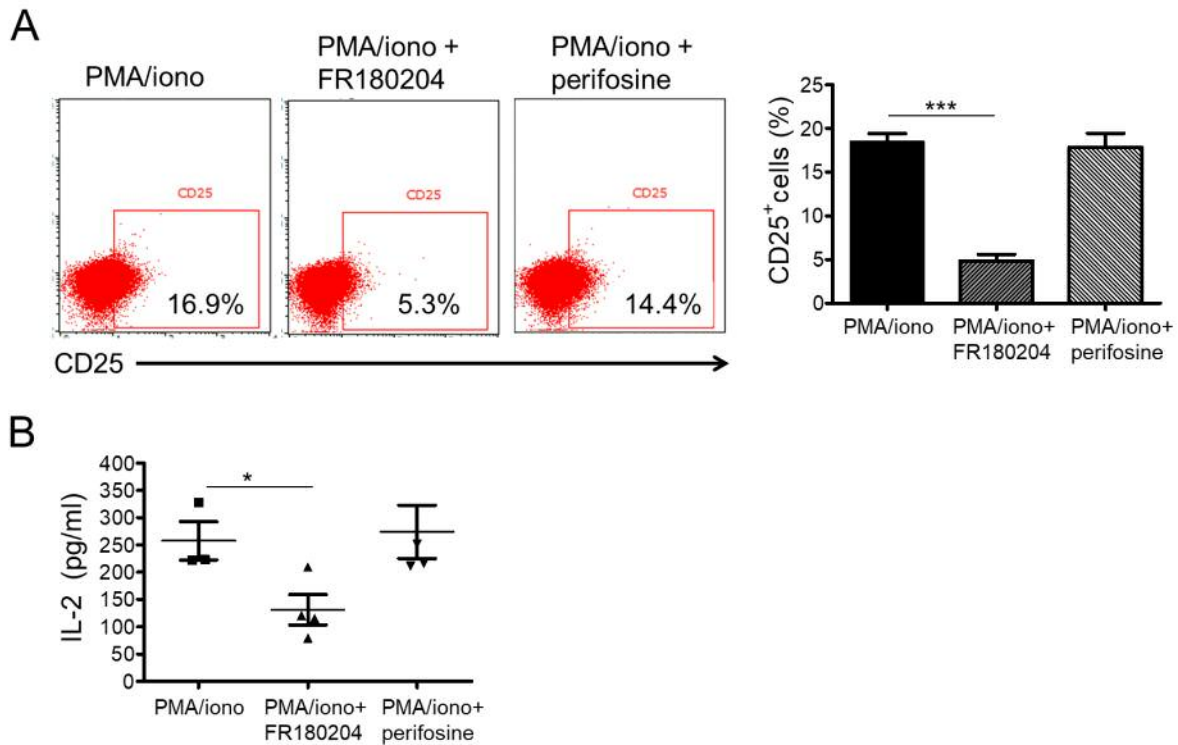 A
PMA/iono
PMA/iono +
FR180204
PMA/iono +
perifosine
CD25
CD25
CD25
16.9%
5.3%
14.4%
CD25
CD25+ cells (%)
25
20
15
10
5
0
***
PMA/iono
PMA/iono+
FR180204
PMA/iono+
perifosine
B
IL-2 (pg/ml)
400
350
300
250
200
150
100
50
0
*
PMA/iono
PMA/iono+
FR180204
PMA/iono+
perifosine